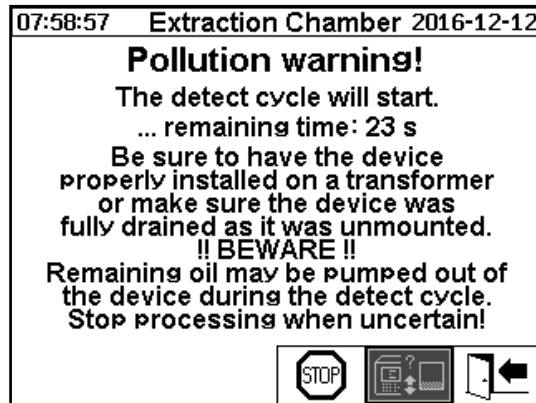 07:58:57 Extraction Chamber 2016-12-12
Pollution warning!
The detect cycle will start.
... remaining time: 23 s
Be sure to have the device
properly installed on a transformer
or make sure the device was
fully drained as it was unmounted.
!! BEWARE !!
Remaining oil may be pumped out of
the device during the detect cycle.
Stop processing when uncertain!
STOP
?